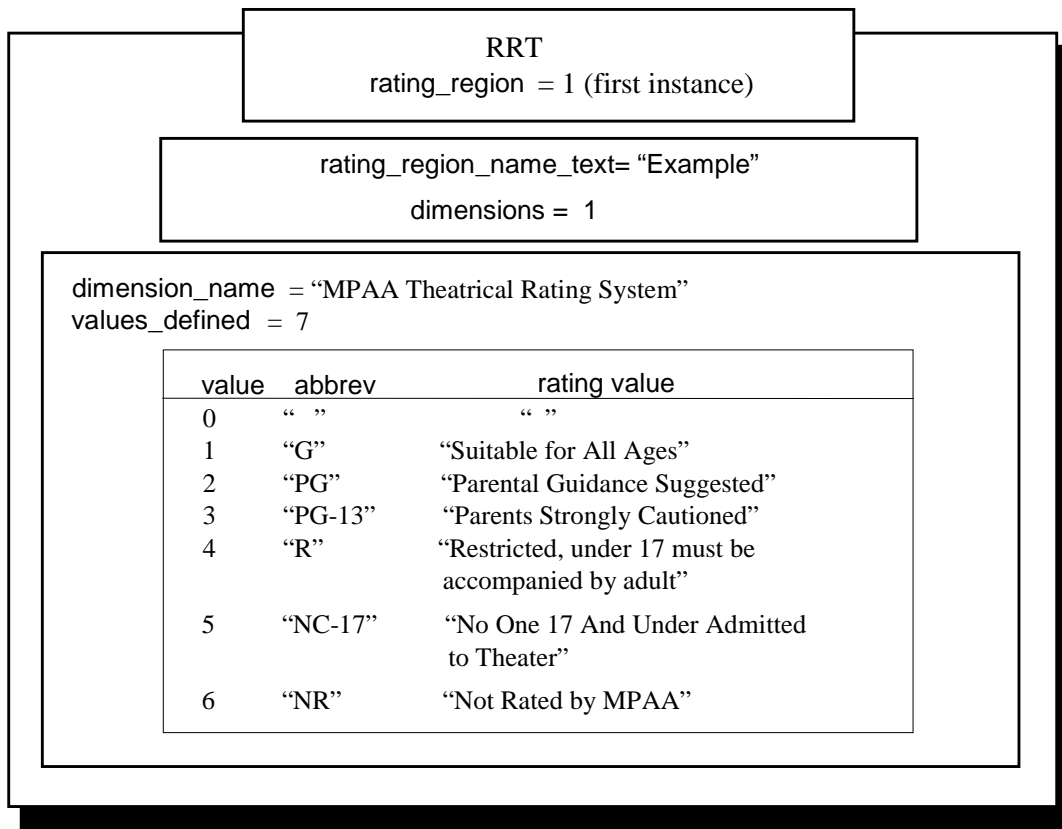 RRT
rating_region = 1 (first instance)
rating_region_name_text= “Example”
dimensions = 1
dimension_name = “MPAA Theatrical Rating System”
values_defined = 7
value abbrev rating value
0 “ ” “ ”
1 “G” “Suitable for All Ages”
2 “PG” “Parental Guidance Suggested”
3 “PG-13” “Parents Strongly Cautioned”
4 “R” “Restricted, under 17 must be
accompanied by adult”
5 “NC-17” “No One 17 And Under Admitted
to Theater”
6 “NR” “Not Rated by MPAA”